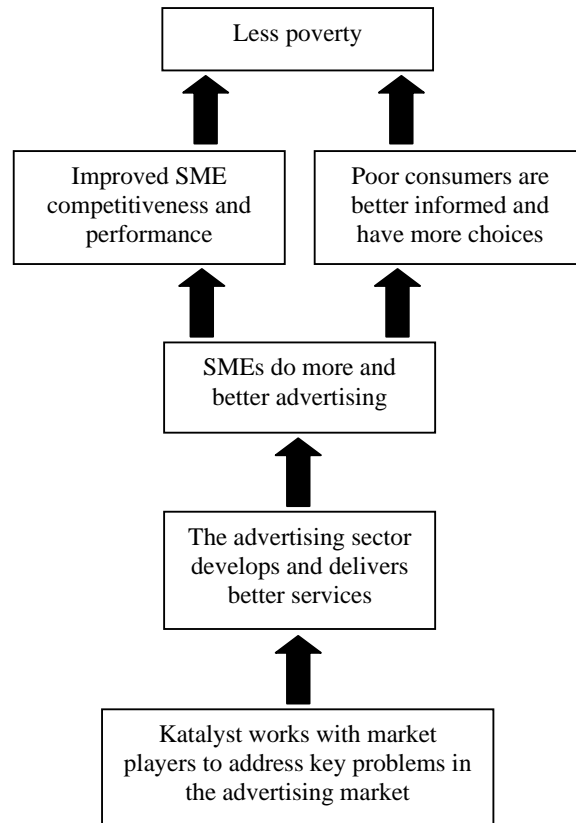 Less poverty
Improved SME
competitiveness and
performance
Poor consumers are
better informed and
have more choices
SMEs do more and
better advertising
The advertising sector
develops and delivers
better services
Katalyst works with market
players to address key problems in
the advertising market